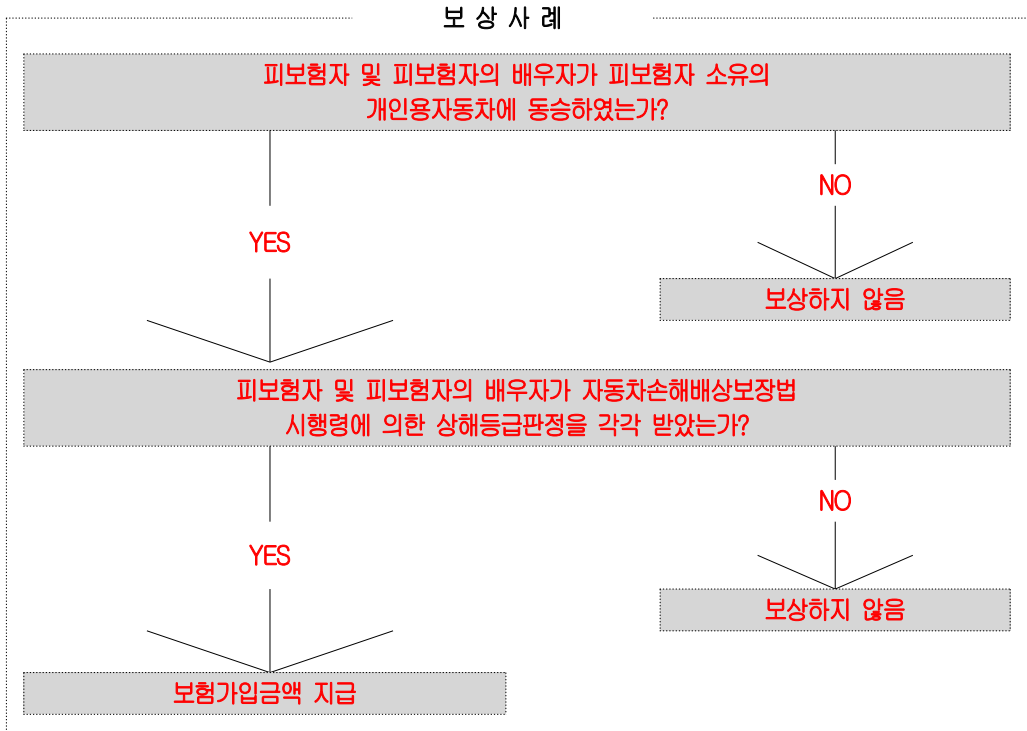 보 상 사 례
피보험자 및 피보험자의 배우자가 피보험자 소유의
개인용자동차에 동승하였는가?
NO
YES
보상하지 않음
피보험자 및 피보험자의 배우자가 자동차손해배상보장법
시행령에 의한 상해등급판정을 각각 받았는가?
NO
YES
보상하지 않음
보험가입금액 지급